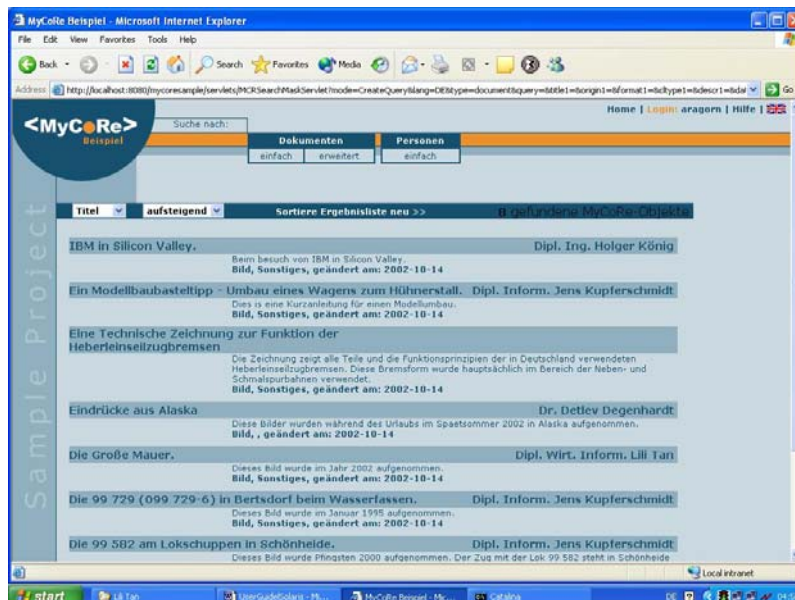 MyCoRe Beispiel - Microsoft Internet Explorer
File Edit View Favorites Tools Help
Back Search Favorites Media
Address http://localhost:8080/mycoresample/servlets/MCRSearchMaskServlet?mode=CreateQuery&lang=DE&type=document&query=&title1=&origin1=&format1=&ctype1=&descr1=&dat Go
Home | Login: aragorn | Hilfe |
<MyCoRe>
Beispiel
Suche nach:
Dokumenten Personen
einfach erweitert einfach
Sample Project
Titel aufsteigend Sortiere Ergebnisliste neu >> 8 gefundene MyCoRe-Objekte
IBM in Silicon Valley. Dipl. Ing. Holger König
Beim besuch von IBM in Silicon Valley.
Bild, Sonstiges, geändert am: 2002-10-14
Ein Modellbaubasteltipp - Umbau eines Wagens zum Hühnerstall. Dipl. Inform. Jens Kupferschmidt
Dies is eine Kurzanleitung für einen Modellumbau.
Bild, Sonstiges, geändert am: 2002-10-14
Eine Technische Zeichnung zur Funktion der
Heberleinseilzugbremsen
Die Zeichnung zeigt alle Teile und die Funktionsprinzipien der in Deutschland verwendeten
Heberleinseilzugbremsen. Diese Bremsform wurde hauptsächlich im Bereich der Neben- und
Schmalspurbahnen verwendet.
Bild, Sonstiges, geändert am: 2002-10-14
Eindrücke aus Alaska Dr. Detlev Degenhardt
Diese Bilder wurden während des Urlaubs im Spaetsommer 2002 in Alaska aufgenommen.
Bild, , geändert am: 2002-10-14
Die Große Mauer. Dipl. Wirt. Inform. Lili Tan
Dieses Bild wurde im Jahr 2002 aufgenommen.
Bild, Sonstiges, geändert am: 2002-10-14
Die 99 729 (099 729-6) in Bertsdorf beim Wasserfassen. Dipl. Inform. Jens Kupferschmidt
Dieses Bild wurde im Januar 1995 aufgenommen.
Bild, Sonstiges, geändert am: 2002-10-14
Die 99 582 am Lokschuppen in Schönheide. Dipl. Inform. Jens Kupferschmidt
Dieses Bild wurde Pfingsten 2000 aufgenommen. Der Zug mit der Lok 99 582 steht in Schönheide
Local intranet
start Lili Tan UserGuideSolaris - Mi... MyCoRe Beispiel - Mic... Catalina DE